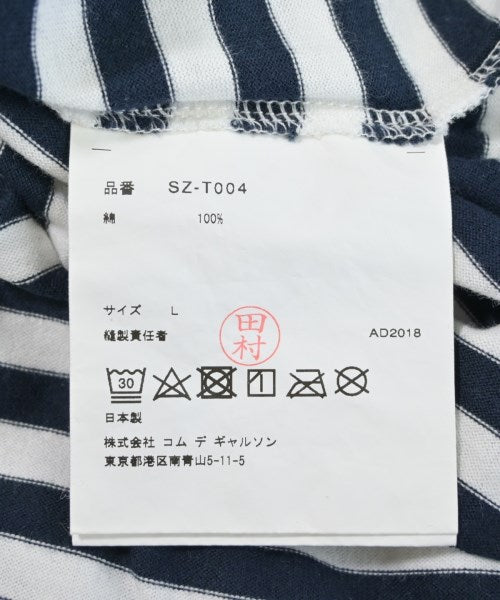 品番 SZ-T004
綿 100%
サイズ L
縫製責任者 田村 AD2018
30
日本製
株式会社 コム デ ギャルソン
東京都港区南青山5-11-5